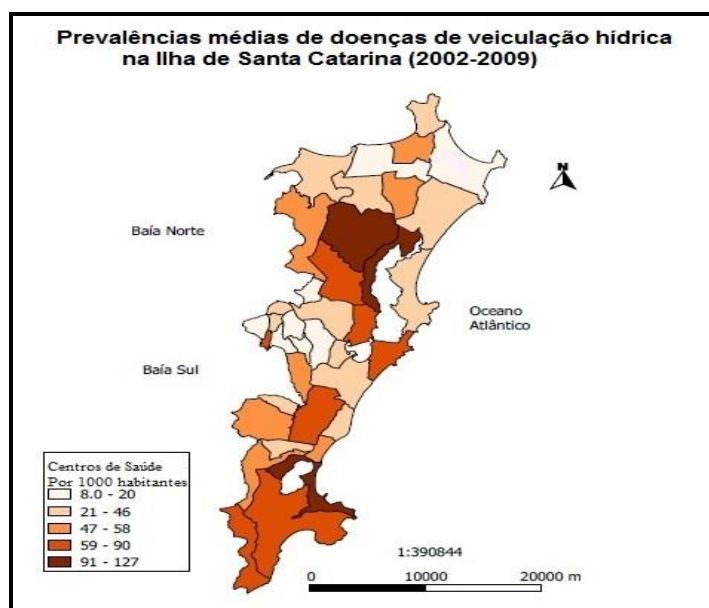 Prevalências médias de doenças de veiculação hídrica
na Ilha de Santa Catarina (2002-2009)
N
Baía Norte
Oceano
Atlântico
Baía Sul
Centros de Saúde
Por 1000 habitantes
8.0 - 20
21 - 46
47 - 58
59 - 90
91 - 127
1:390844
0 10000 20000 m